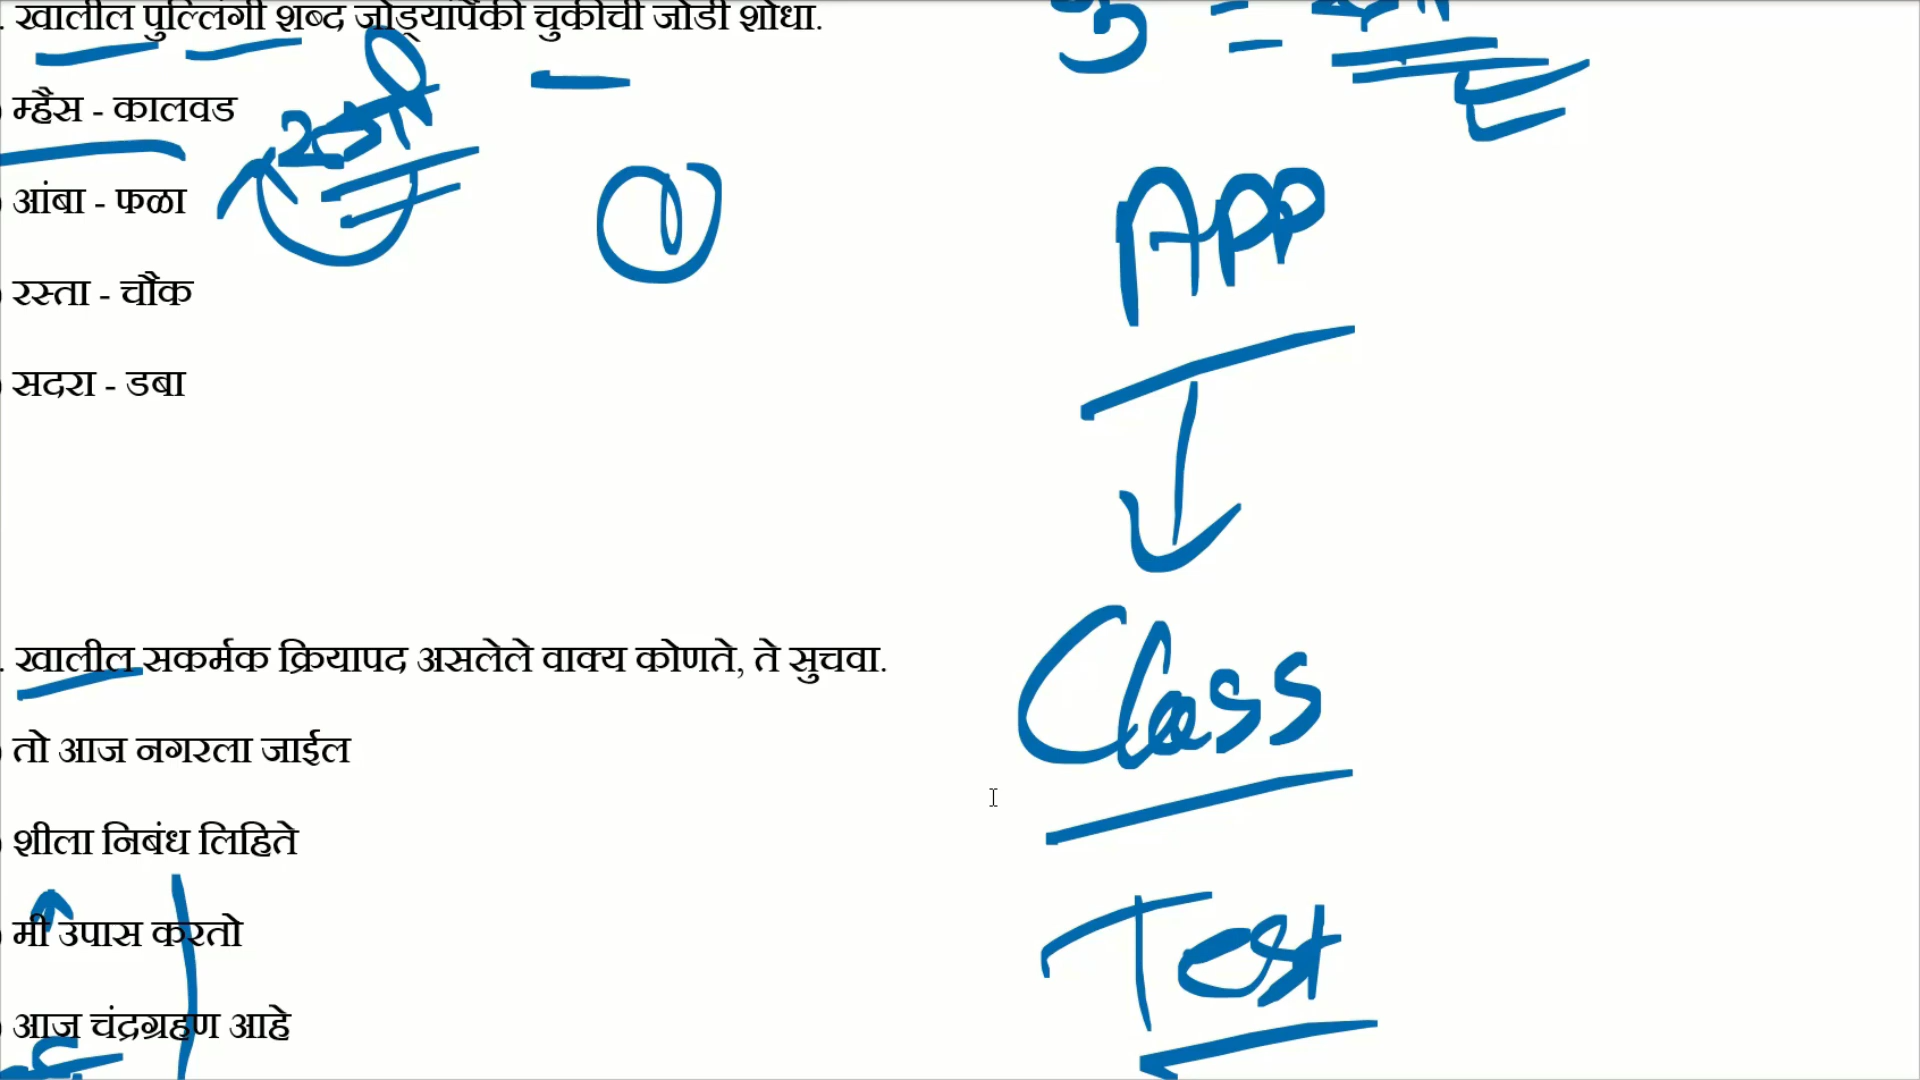 . खालील पुल्लिंगी शब्द जोड्यांपैकी चुकीची जोडी शोधा.
) म्हैस - कालवड
) आंबा - फळा
) रस्ता - चौक
) सदरा - डबा
. खालील सकर्मक क्रियापद असलेले वाक्य कोणते, ते सुचवा.
) तो आज नगरला जाईल
) शीला निबंध लिहिते
) मी उपास करतो
) आज चंद्रग्रहण आहे
APP
Class
Test